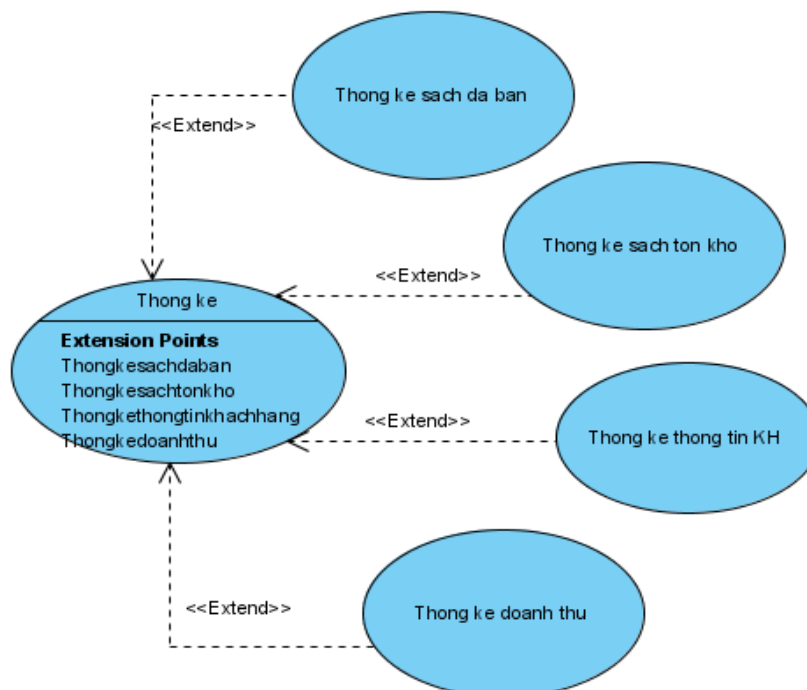 Thong ke sach da ban
<<Extend>>
Thong ke sach ton kho
<<Extend>>
Thong ke
Extension Points
Thongkesachdaban
Thongkesachtonkho
Thongkethongtinkhachhang
Thongkedoanhthu
<<Extend>>
Thong ke thong tin KH
<<Extend>>
Thong ke doanh thu